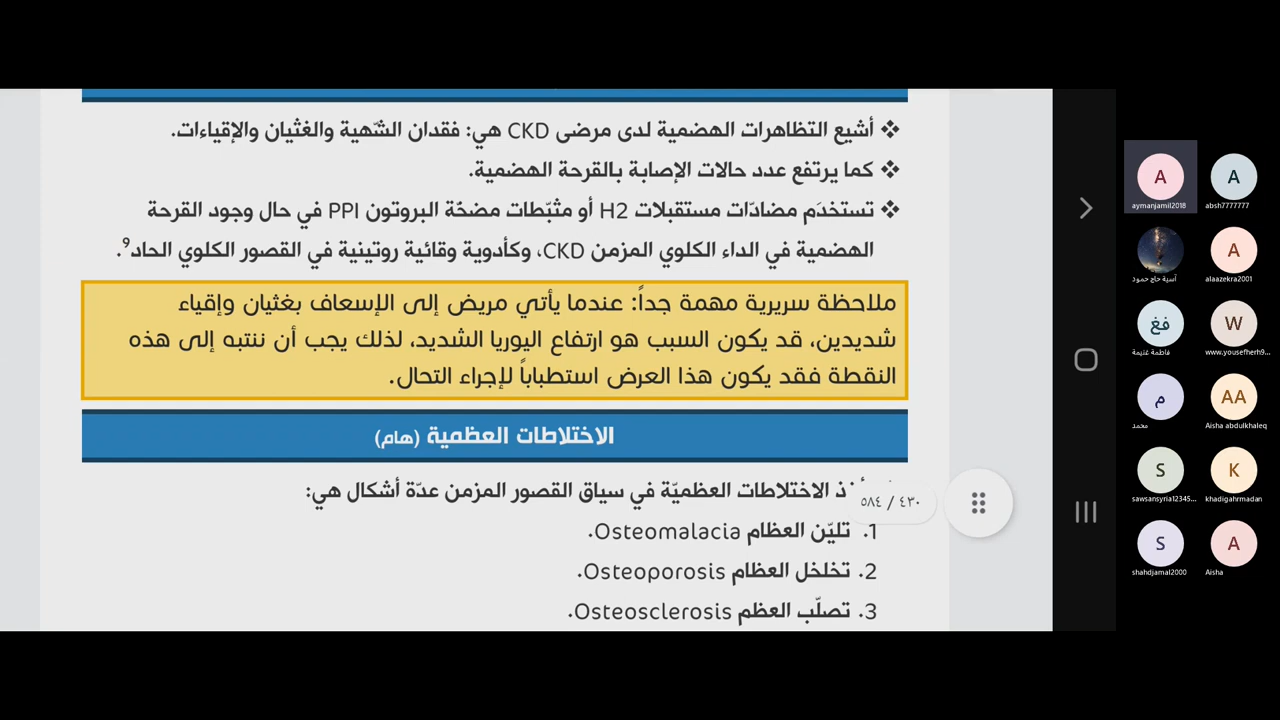 ❖ أشيع التظاهرات الهضمية لدى مرضى CKD هي: فقدان الشّهية والغثيان والإقياءات.
❖ كما يرتفع عدد حالات الإصابة بالقرحة الهضمية.
❖ تستخدَم مضادّات مستقبلات H2 أو مثبّطات مضخّة البروتون PPI في حال وجود القرحة
الهضمية في الداء الكلوي المزمن CKD، وكأدوية وقائية روتينية في القصور الكلوي الحاد⁹.
ملاحظة سريرية مهمة جداً: عندما يأتي مريض إلى الإسعاف بغثيان وإقياء
شديدين، قد يكون السبب هو ارتفاع اليوريا الشديد، لذلك يجب أن ننتبه إلى هذه
النقطة فقد يكون هذا العرض استطباباً لإجراء التحال.
الاختلاطات العظمية (هام)
الاختلاطات العظميّة في سياق القصور المزمن عدّة أشكال هي:
1. تليّن العظام Osteomalacia.
2. تخلخل العظام Osteoporosis.
3. تصلّب العظم Osteosclerosis.
٤٣٠ / ٥٨٤
A
aymanjamil2018
A
absh7777777
آسية حاج حمود
A
alaazekra2001
فغ
فاطمة غثيمة
W
www.yousefherh9...
م
محمد
AA
Aisha abdulkhaleq
S
sawsansyria12345...
K
khadigahrmadan
S
shahdjamal2000
A
Aisha